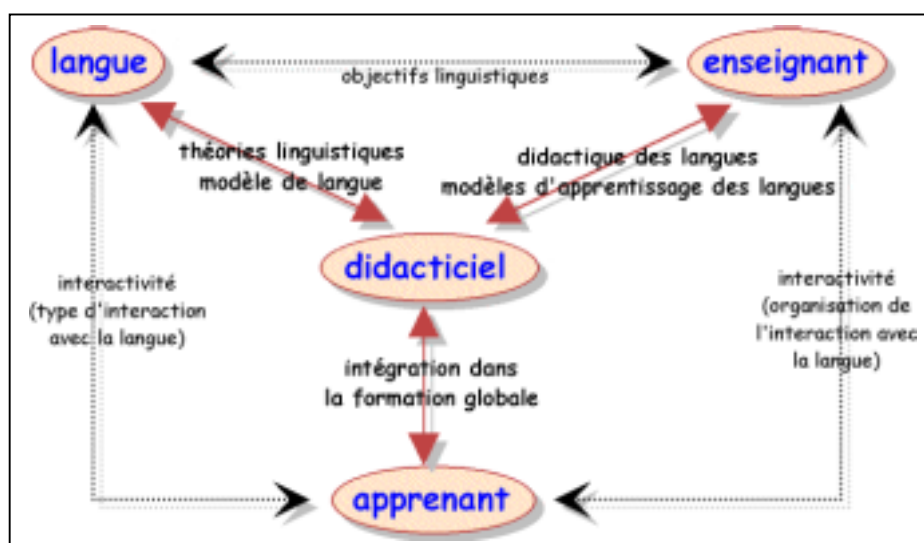 langue
enseignant
objectifs linguistiques
théories linguistiques
modèle de langue
didactique des langues
modèles d'apprentissage des langues
didacticiel
interactivité
(type d'interaction
avec la langue)
interactivité
(organisation de
l'interaction avec
la langue)
intégration dans
la formation globale
apprenant